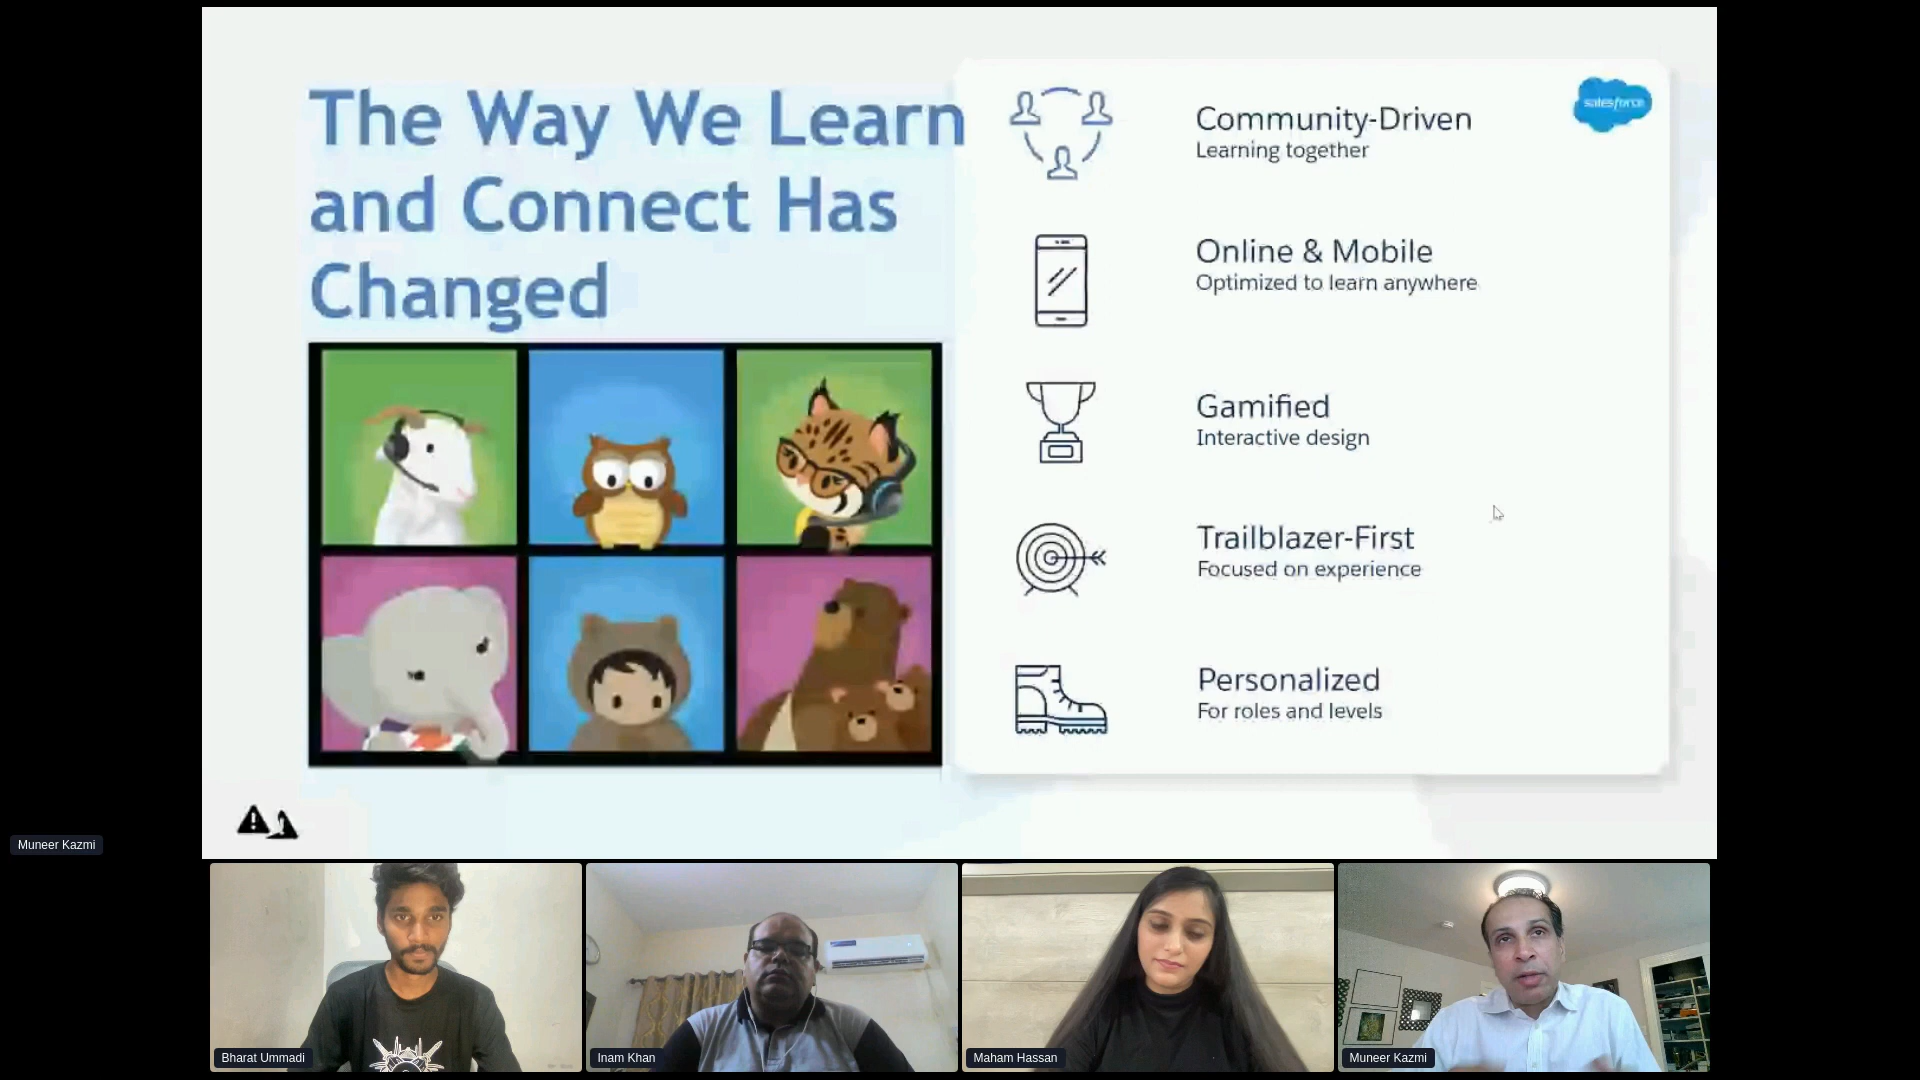 The Way We Learn
and Connect Has
Changed
salesforce
Community-Driven
Learning together
Online & Mobile
Optimized to learn anywhere
Gamified
Interactive design
Trailblazer-First
Focused on experience
Personalized
For roles and levels
Muneer Kazmi
Bharat Ummadi
Inam Khan
Maham Hassan
Muneer Kazmi